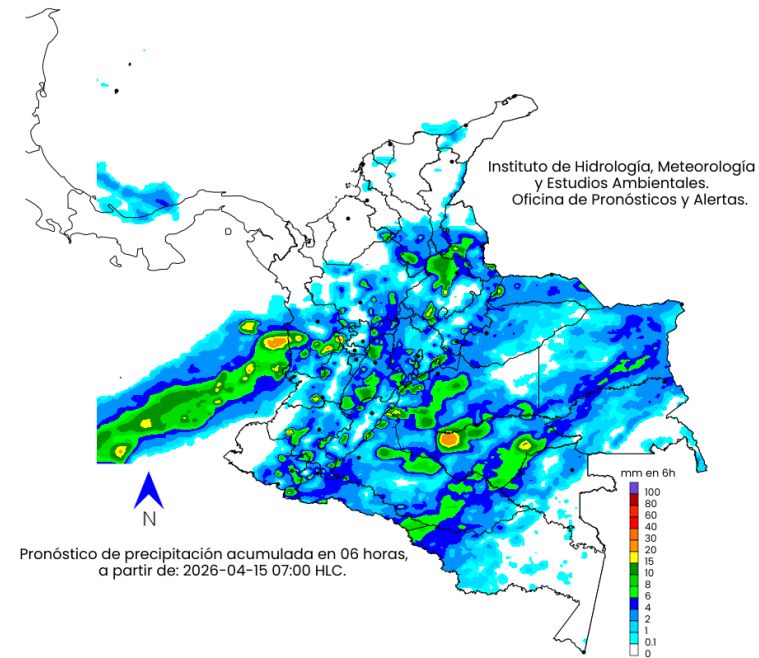 Instituto de Hidrología, Meteorología
y Estudios Ambientales.
Oficina de Pronósticos y Alertas.
mm en 6h
100
80
60
40
30
20
15
10
8
6
4
2
1
0.1
0
N
Pronóstico de precipitación acumulada en 06 horas,
a partir de: 2026-04-15 07:00 HLC.